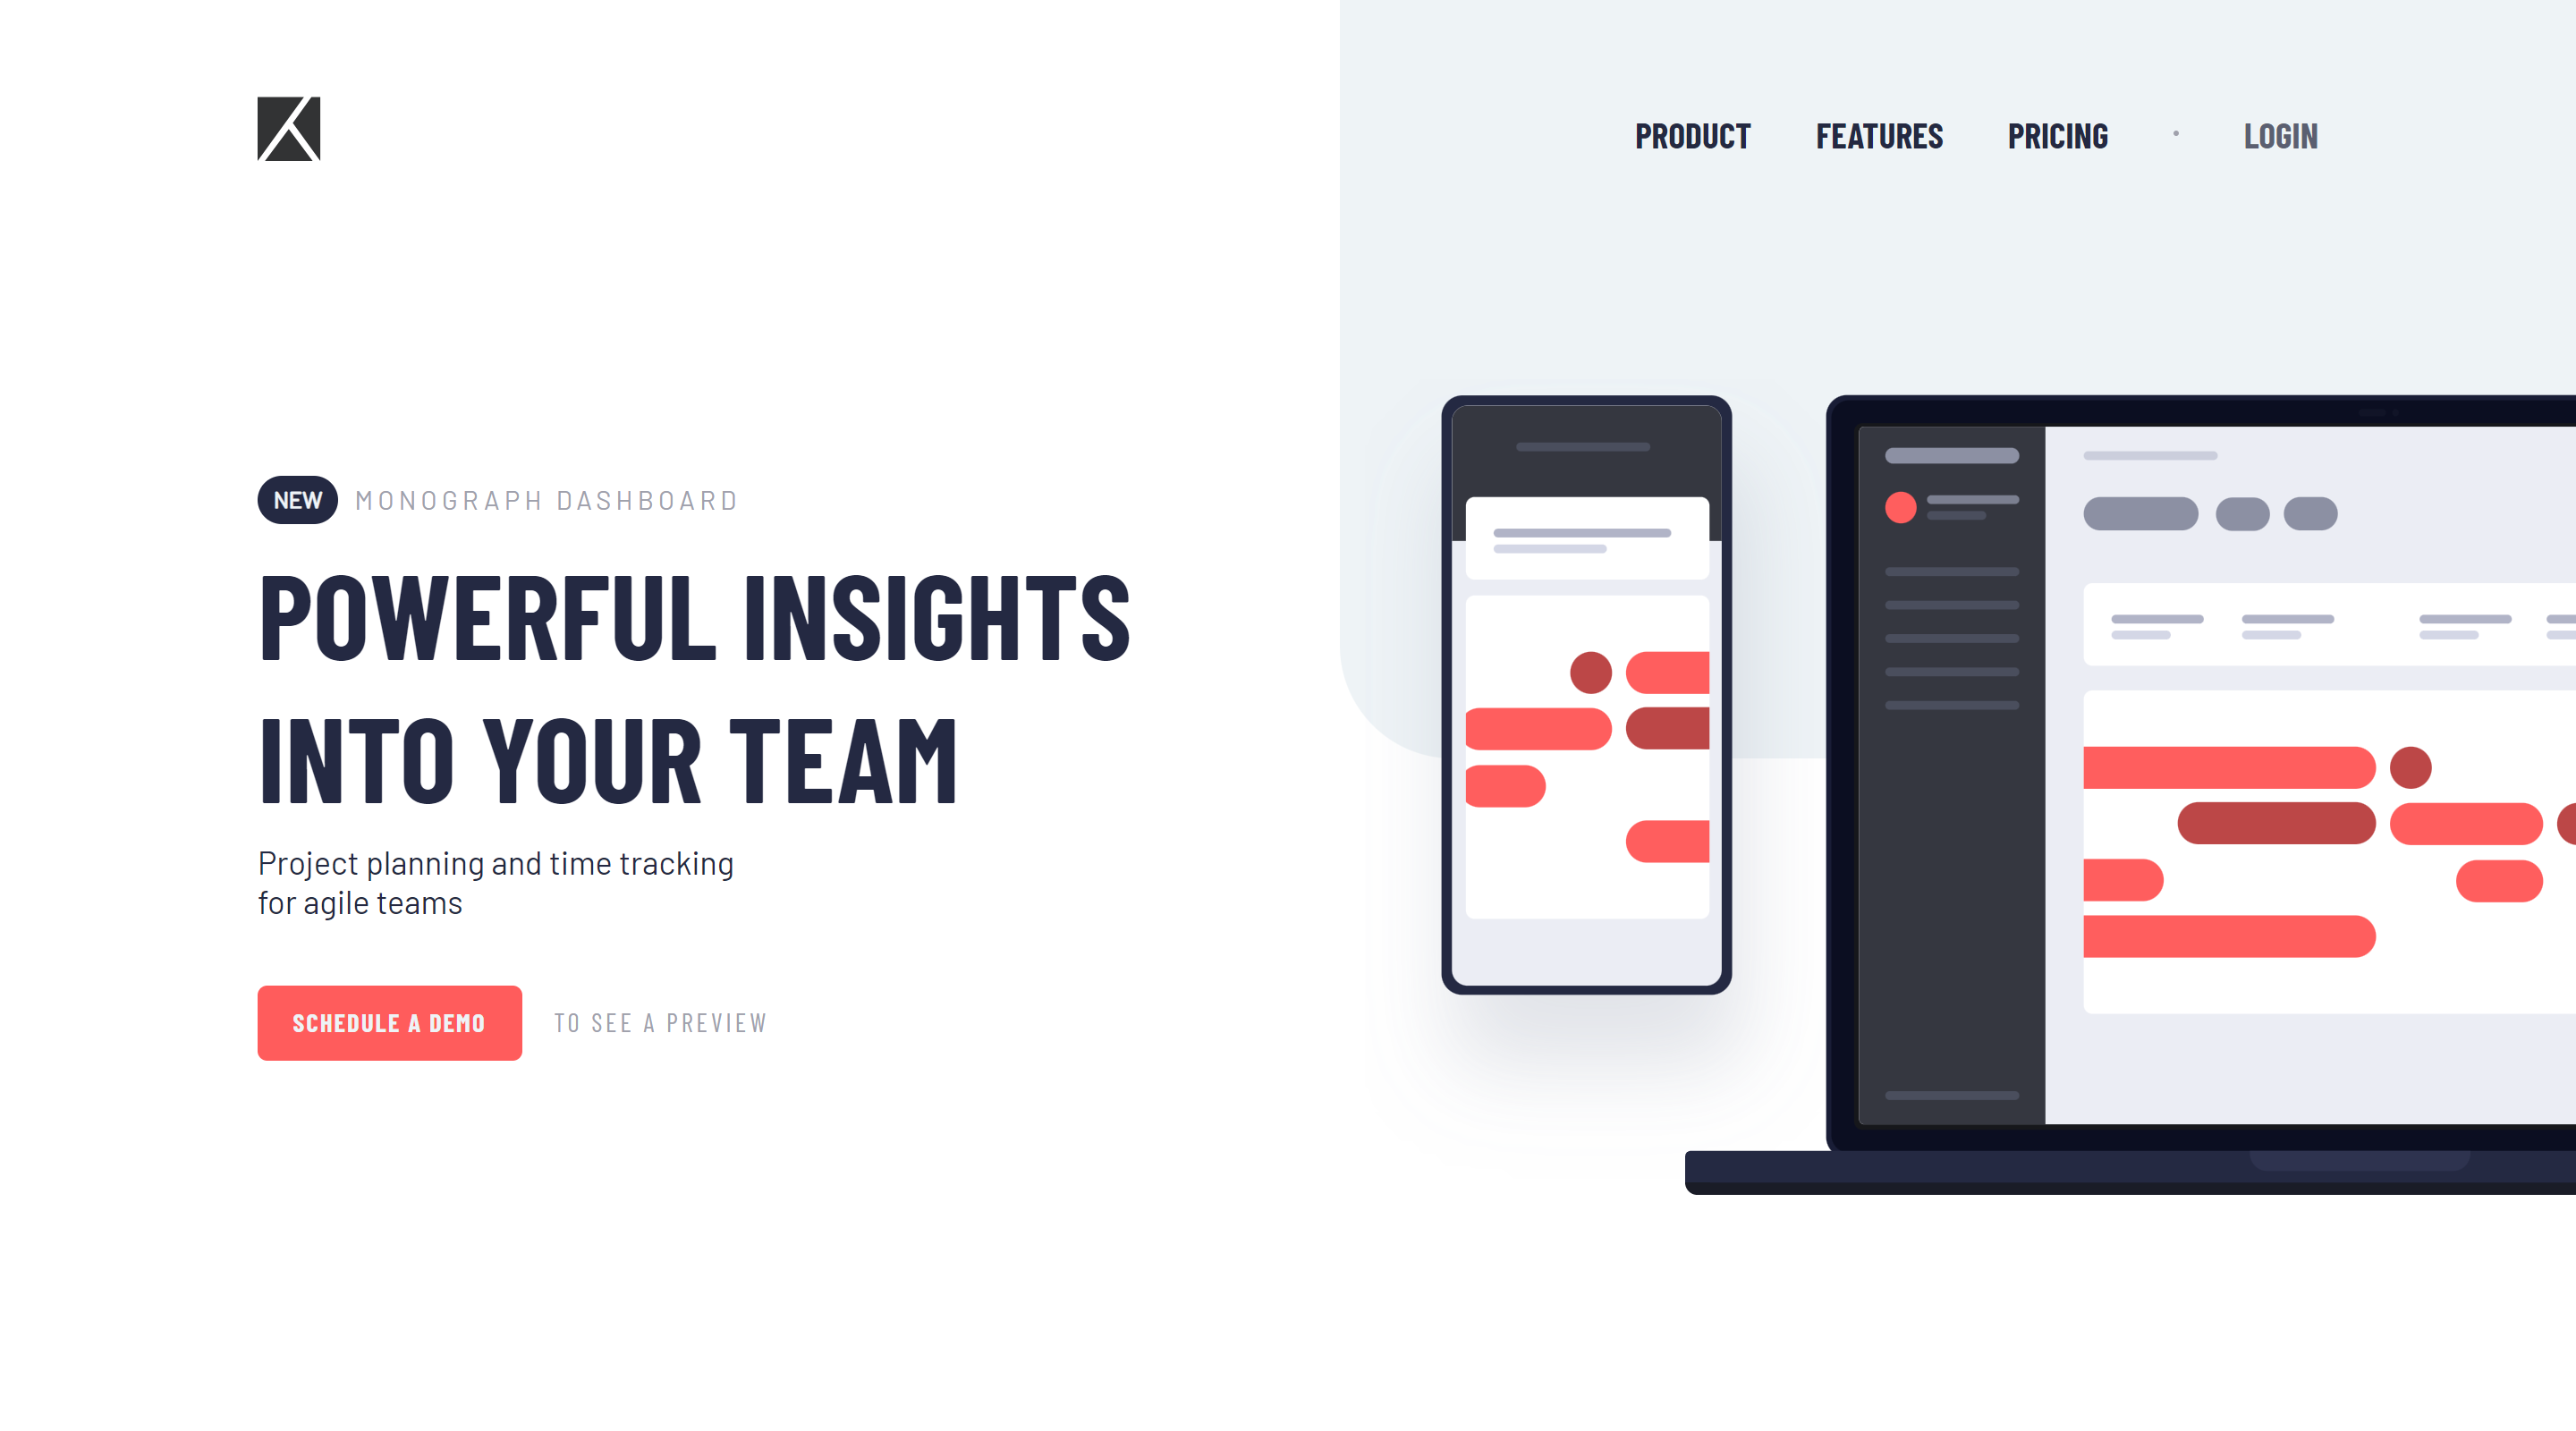 PRODUCT FEATURES PRICING · LOGIN
NEW MONOGRAPH DASHBOARD
POWERFUL INSIGHTS
INTO YOUR TEAM
Project planning and time tracking
for agile teams
SCHEDULE A DEMO TO SEE A PREVIEW